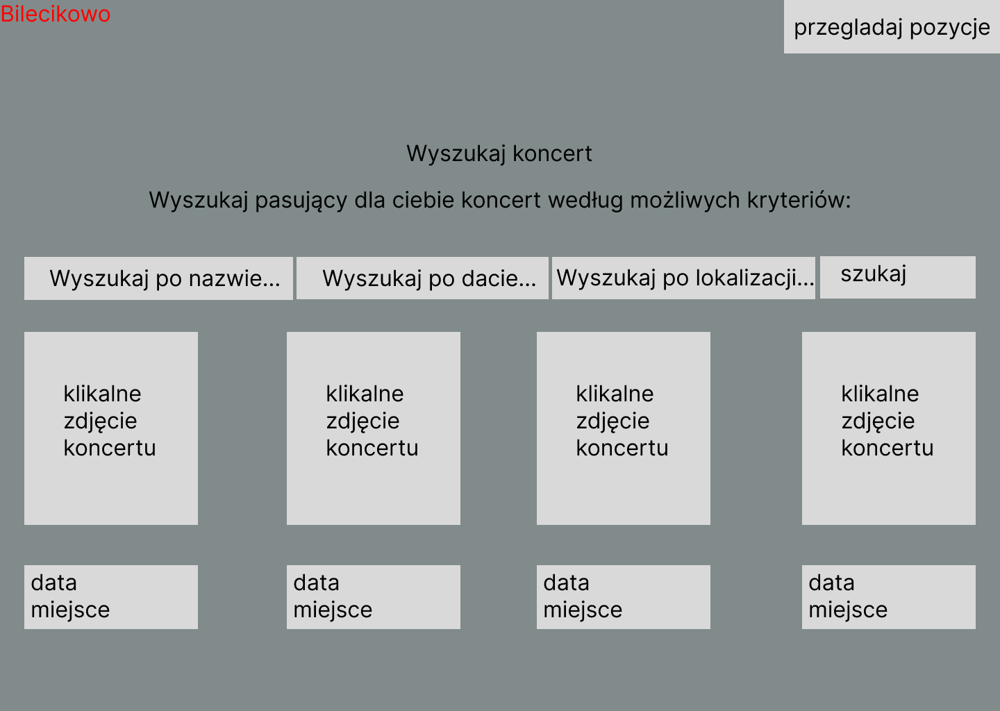 Bilecikowo
przegladaj pozycje
Wyszukaj koncert
Wyszukaj pasujący dla ciebie koncert według możliwych kryteriów:
Wyszukaj po nazwie...
Wyszukaj po dacie...
Wyszukaj po lokalizacji...
szukaj
klikalne
zdjęcie
koncertu
klikalne
zdjęcie
koncertu
klikalne
zdjęcie
koncertu
klikalne
zdjęcie
koncertu
data
miejsce
data
miejsce
data
miejsce
data
miejsce